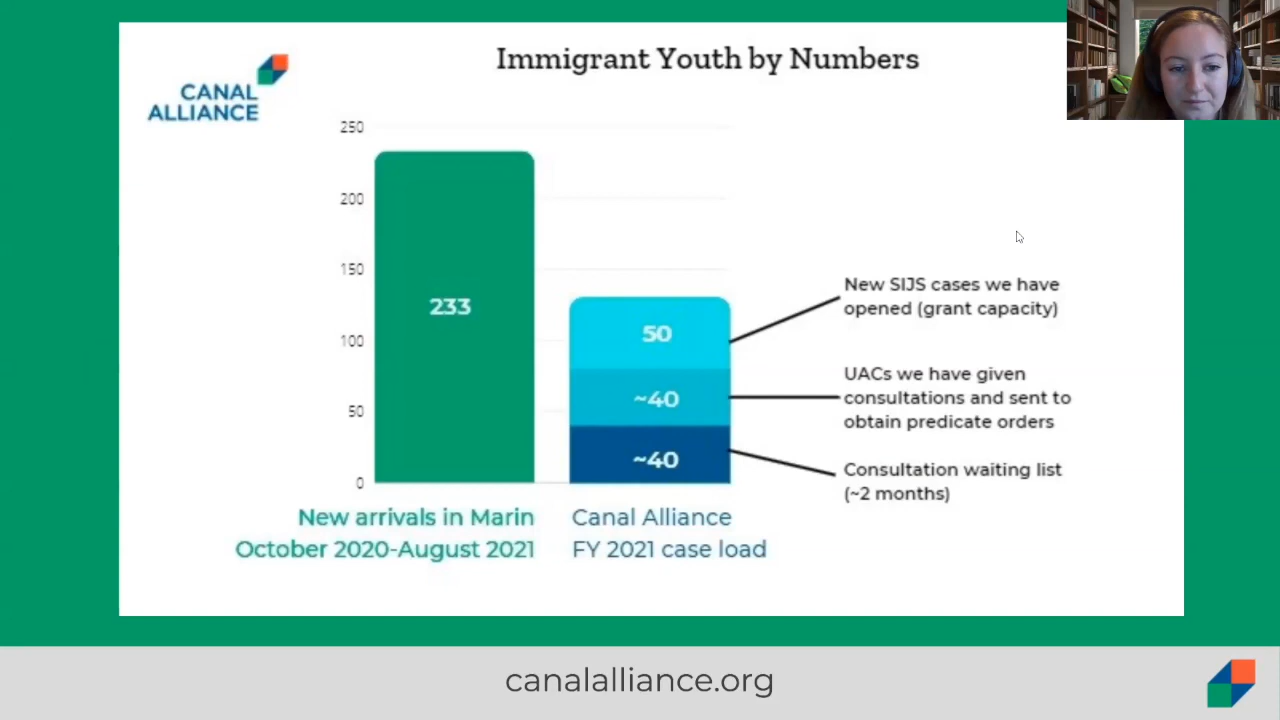 Immigrant Youth by Numbers
CANAL
ALLIANCE
250
200
150
100
50
0
233
50
~40
~40
New SIJS cases we have
opened (grant capacity)
UACs we have given
consultations and sent to
obtain predicate orders
Consultation waiting list
(~2 months)
New arrivals in Marin
October 2020-August 2021
Canal Alliance
FY 2021 case load
canalalliance.org